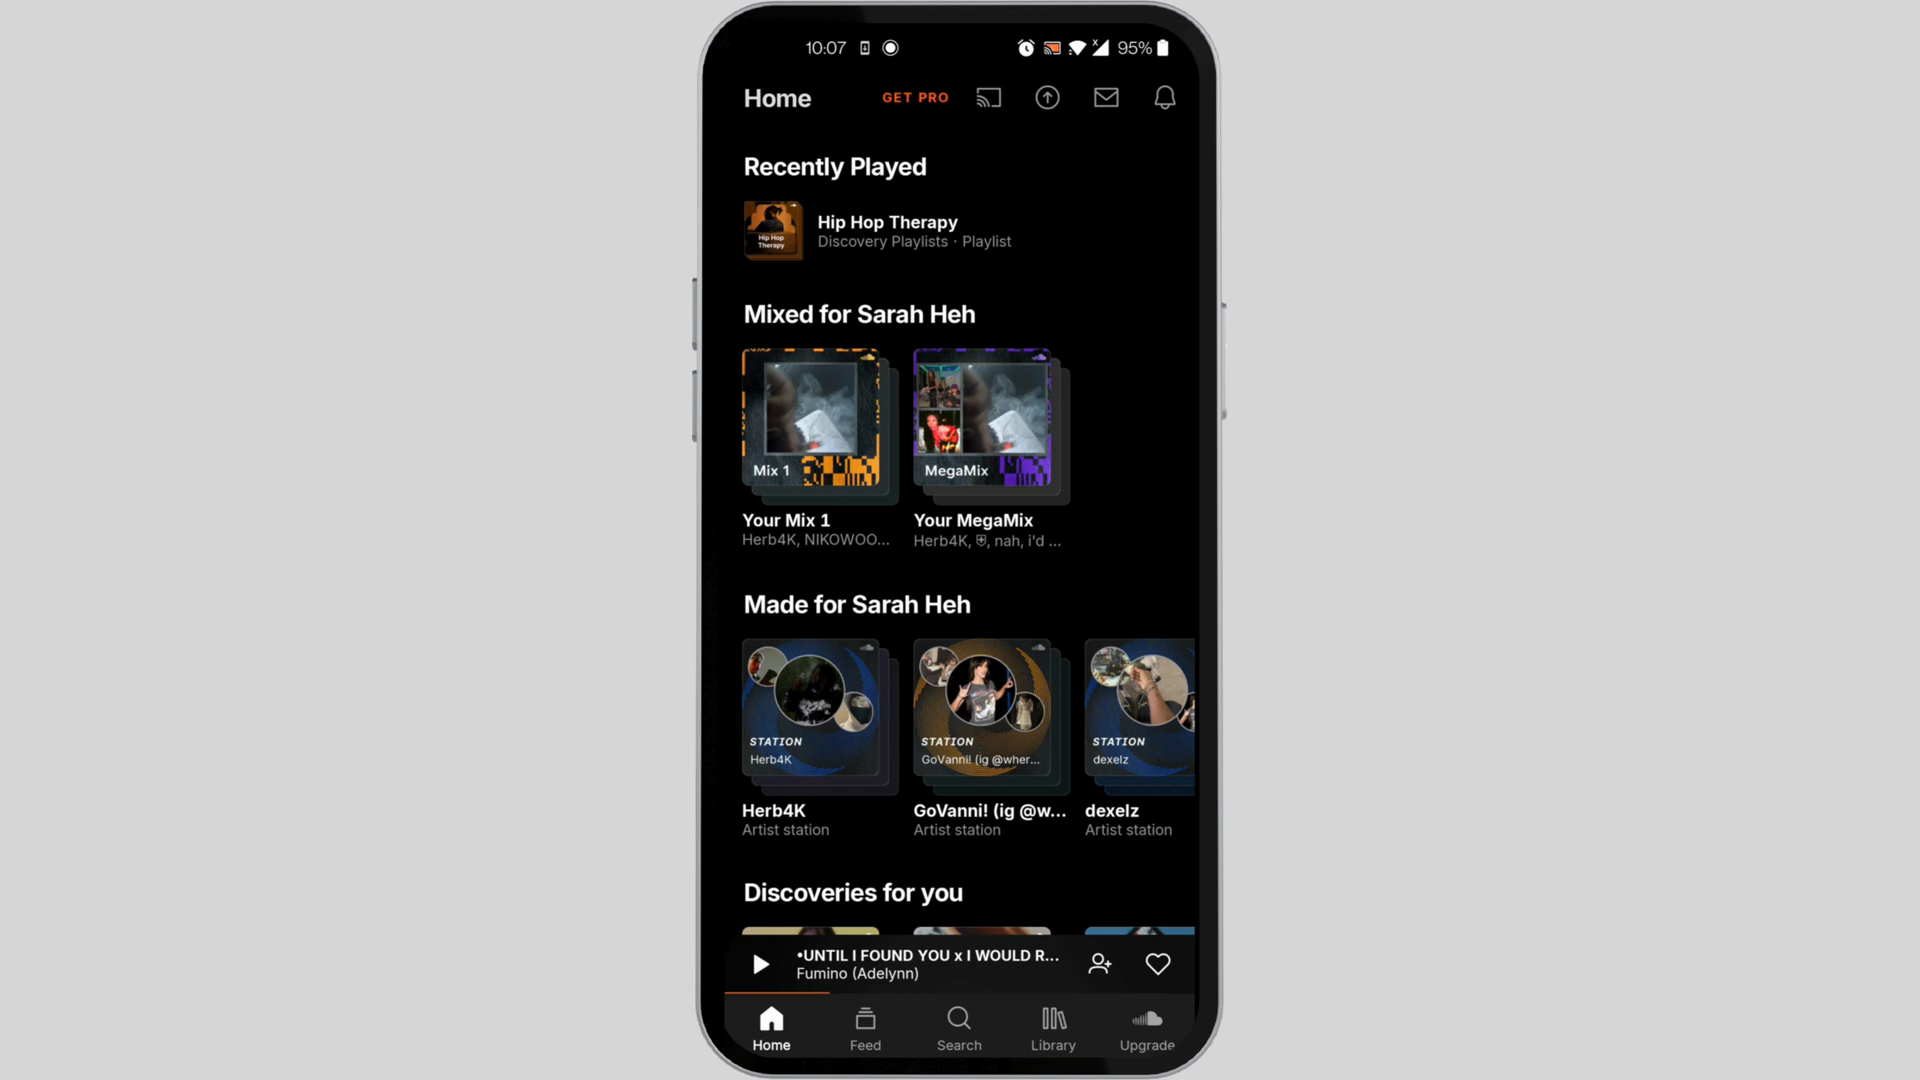 10:07
95%
Home
GET PRO
Recently Played
Hip Hop
Therapy
Hip Hop Therapy
Discovery Playlists · Playlist
Mixed for Sarah Heh
Mix 1
MegaMix
Your Mix 1
Your MegaMix
Herb4K, NIKOWOO...
Herb4K, ⛨, nah, i'd ...
Made for Sarah Heh
STATION
STATION
STATION
Herb4K
GoVanni! (ig @wher...
dexelz
Herb4K
GoVanni! (ig @w...
dexelz
Artist station
Artist station
Artist station
Discoveries for you
•UNTIL I FOUND YOU x I WOULD R...
Fumino (Adelynn)
Home
Feed
Search
Library
Upgrade